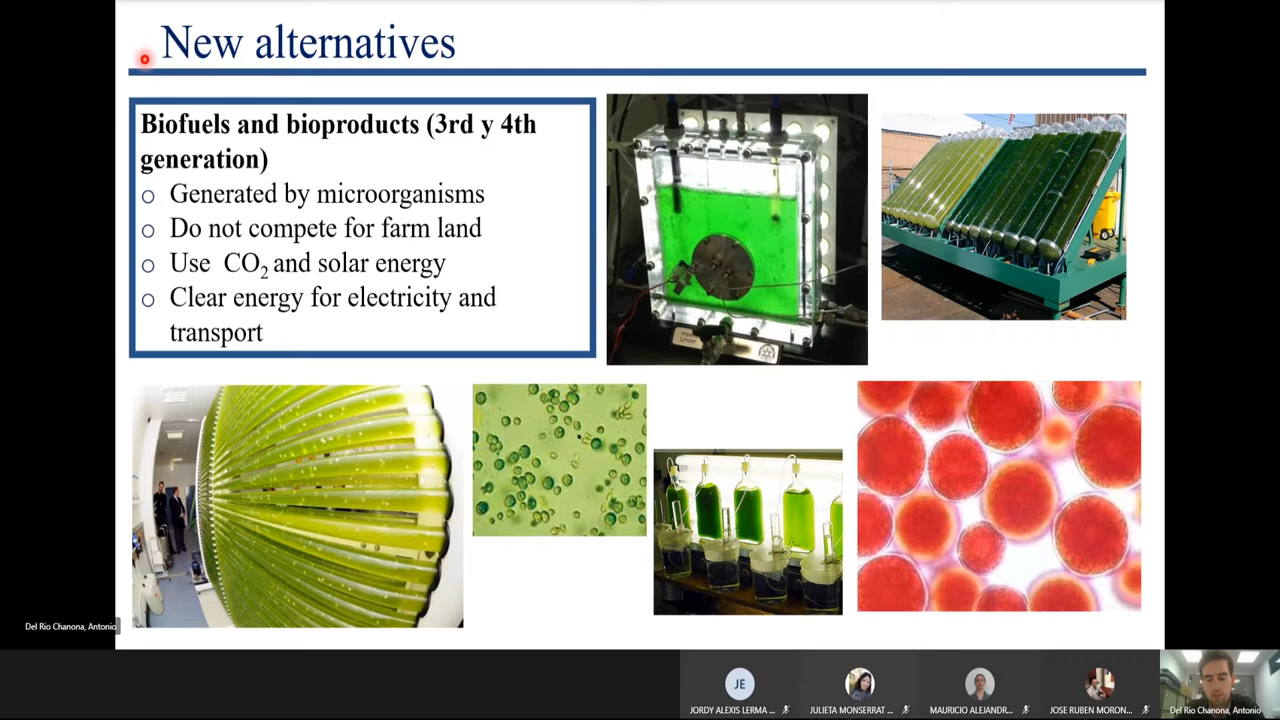 New alternatives
Biofuels and bioproducts (3rd y 4th
generation)
Generated by microorganisms
Do not compete for farm land
Use CO2 and solar energy
Clear energy for electricity and
transport
London
Del Rio Chanona, Antonio
JE
JORDY ALEXIS LERMA ...
JULIETA MONSERRAT ...
MAURICIO ALEJANDR...
JOSE RUBEN MORON...
Del Rio Chanona, Antonio